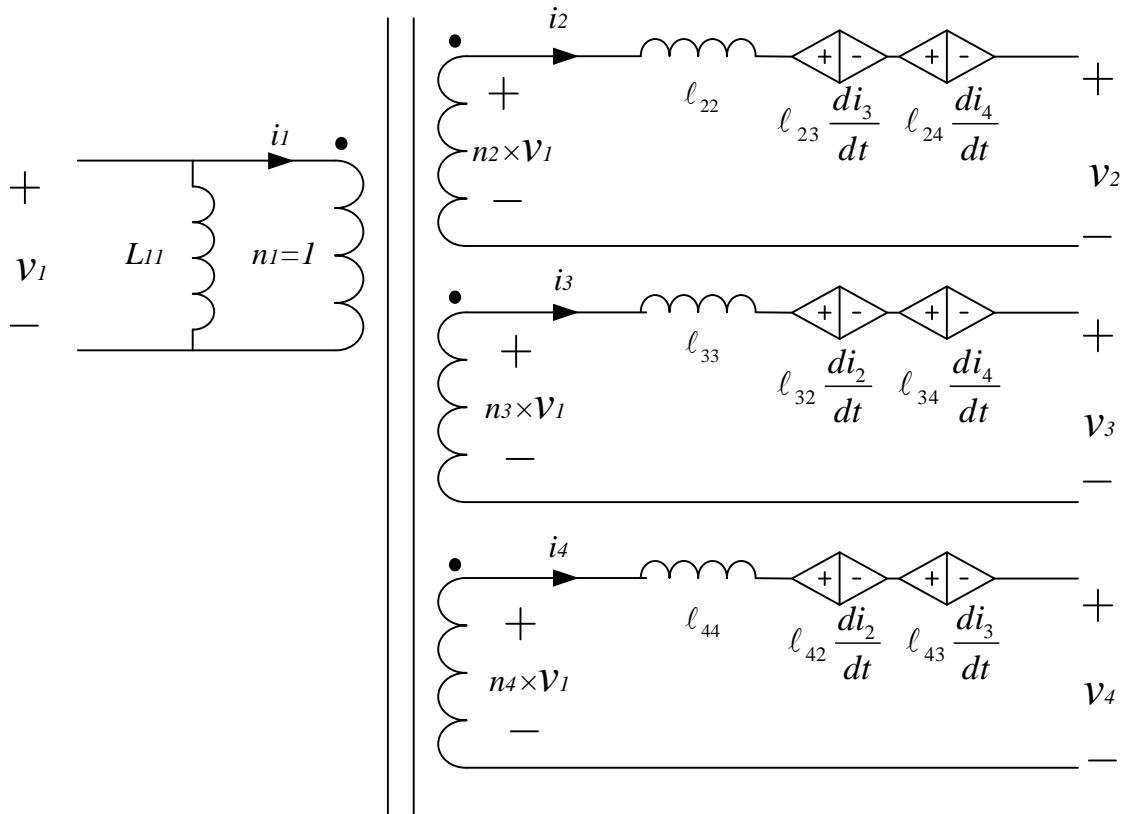 i1
+
v1
−
L11
n1=1
i2
+
n2×v1
−
ℓ22
+ -
ℓ23 di3/dt
+ -
ℓ24 di4/dt
+
v2
−
i3
+
n3×v1
−
ℓ33
+ -
ℓ32 di2/dt
+ -
ℓ34 di4/dt
+
v3
−
i4
+
n4×v1
−
ℓ44
+ -
ℓ42 di2/dt
+ -
ℓ43 di3/dt
+
v4
−